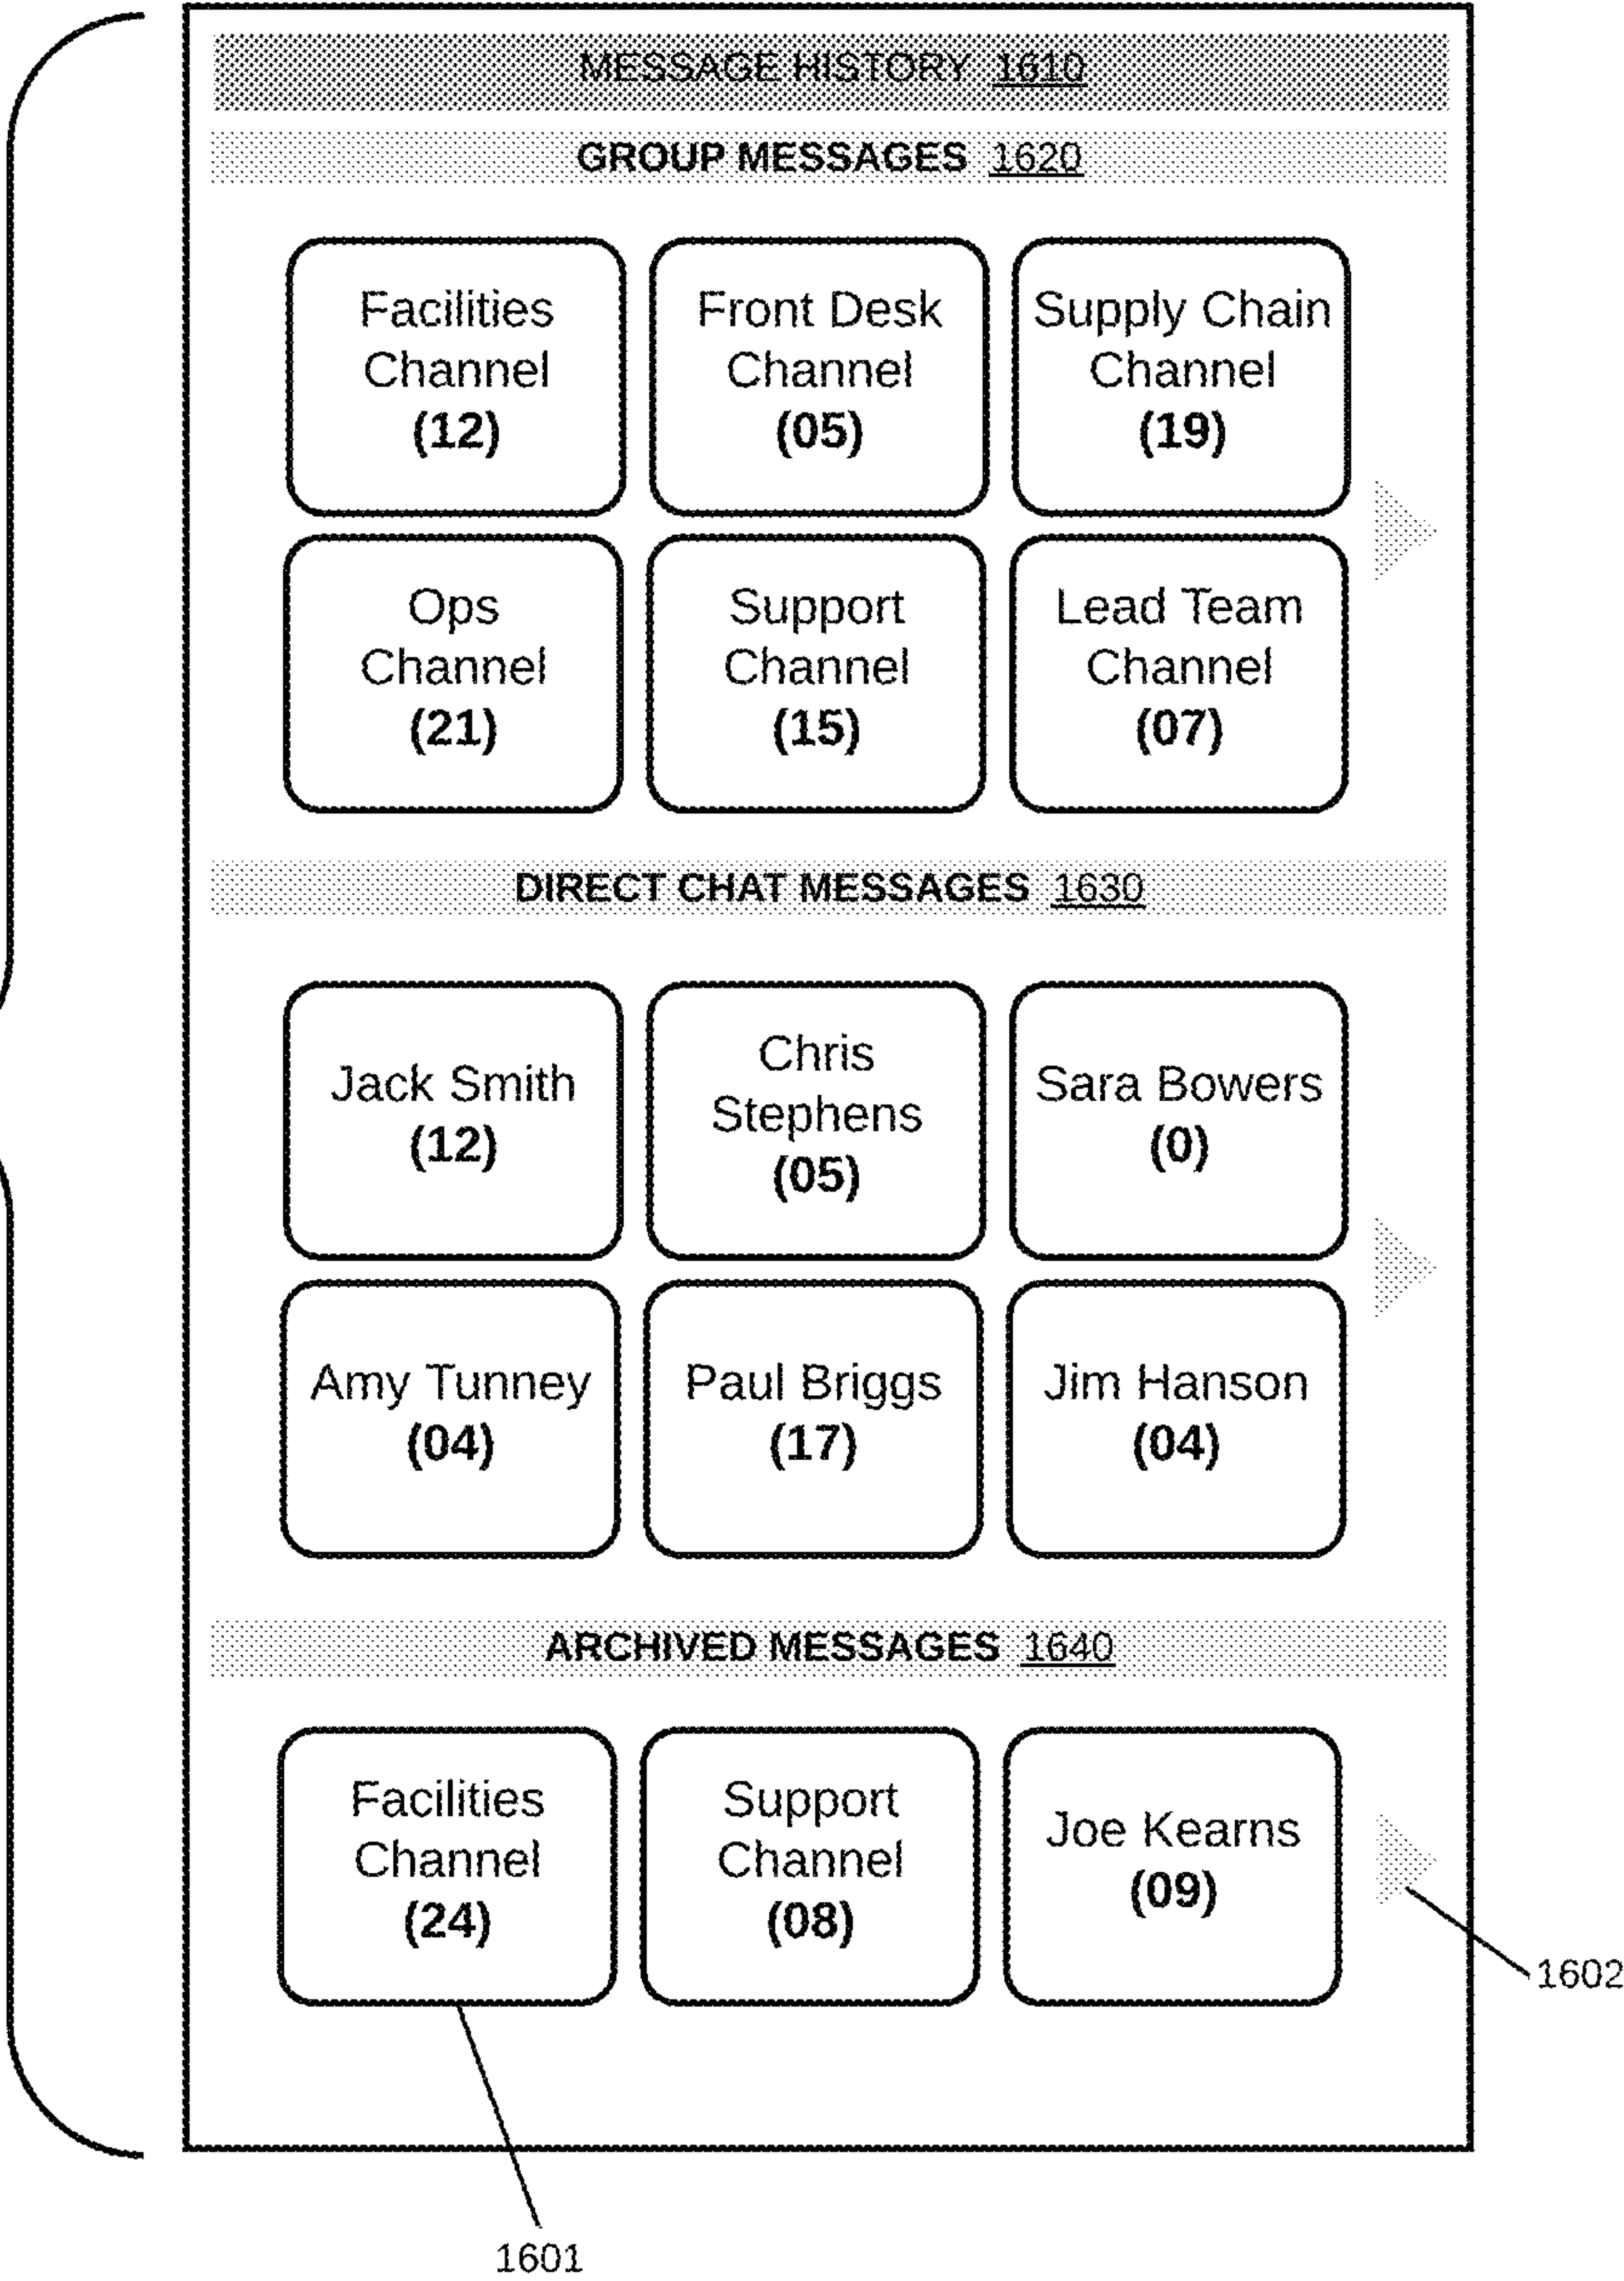 MESSAGE HISTORY 1610
GROUP MESSAGES 1620
Facilities
Channel
(12)
Front Desk
Channel
(05)
Supply Chain
Channel
(19)
Ops
Channel
(21)
Support
Channel
(15)
Lead Team
Channel
(07)
DIRECT CHAT MESSAGES 1630
Jack Smith
(12)
Chris
Stephens
(05)
Sara Bowers
(0)
Amy Tunney
(04)
Paul Briggs
(17)
Jim Hanson
(04)
ARCHIVED MESSAGES 1640
Facilities
Channel
(24)
Support
Channel
(08)
Joe Kearns
(09)
1602
1601